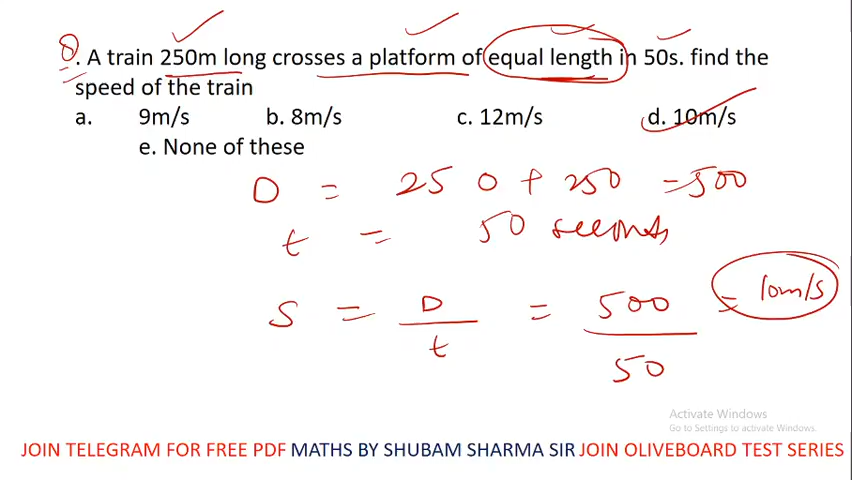 8. A train 250m long crosses a platform of equal length in 50s. find the
speed of the train
a. 9m/s b. 8m/s c. 12m/s d. 10m/s
e. None of these
D = 250 + 250 = 500
t = 50 seconds
S = D/t = 500/50 = 10m/s
Activate Windows
Go to Settings to activate Windows.
JOIN TELEGRAM FOR FREE PDF MATHS BY SHUBAM SHARMA SIR JOIN OLIVEBOARD TEST SERIES